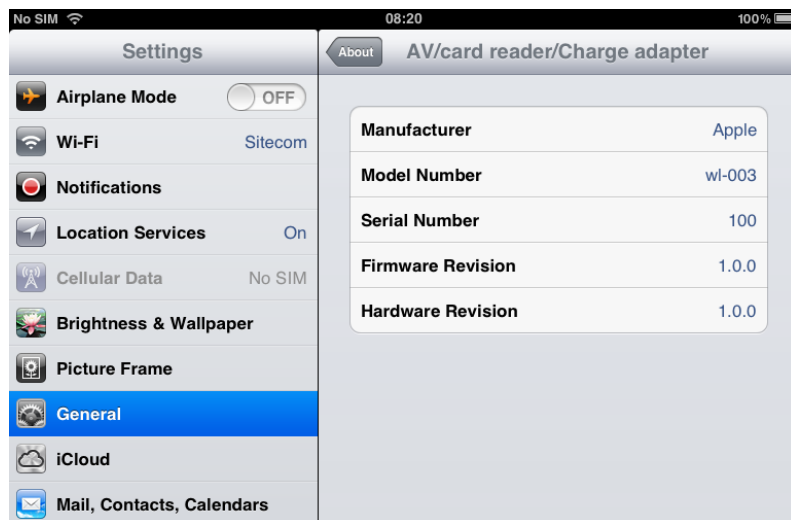 No SIM 08:20 100%
Settings
About AV/card reader/Charge adapter
Airplane Mode OFF
Wi-Fi Sitecom
Notifications
Location Services On
Cellular Data No SIM
Brightness & Wallpaper
Picture Frame
General
iCloud
Mail, Contacts, Calendars
Manufacturer Apple
Model Number wl-003
Serial Number 100
Firmware Revision 1.0.0
Hardware Revision 1.0.0